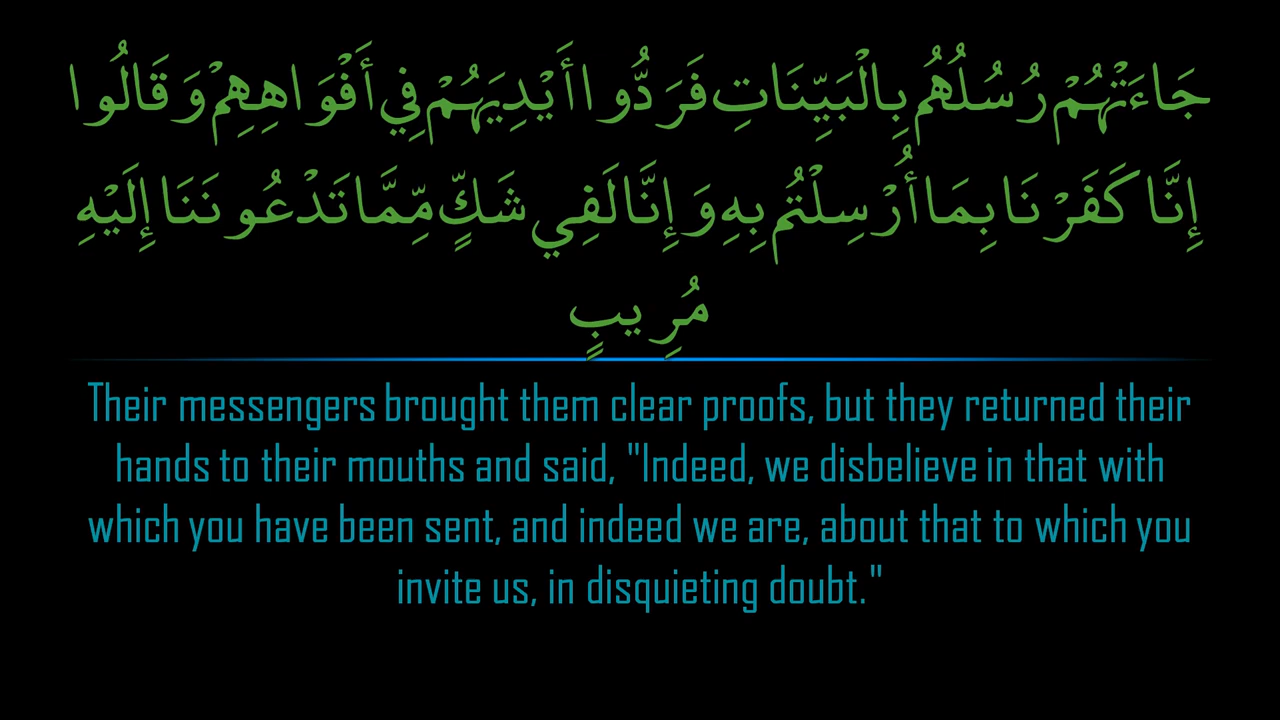 جَاءَتْهُمْ رُسُلُهُم بِالْبَيِّنَاتِ فَرَدُّوا أَيْدِيَهُمْ فِي أَفْوَاهِهِمْ وَقَالُوا
إِنَّا كَفَرْنَا بِمَا أُرْسِلْتُم بِهِ وَإِنَّا لَفِي شَكٍّ مِّمَّا تَدْعُونَنَا إِلَيْهِ
مُرِيبٍ
Their messengers brought them clear proofs, but they returned their
hands to their mouths and said, "Indeed, we disbelieve in that with
which you have been sent, and indeed we are, about that to which you
invite us, in disquieting doubt."